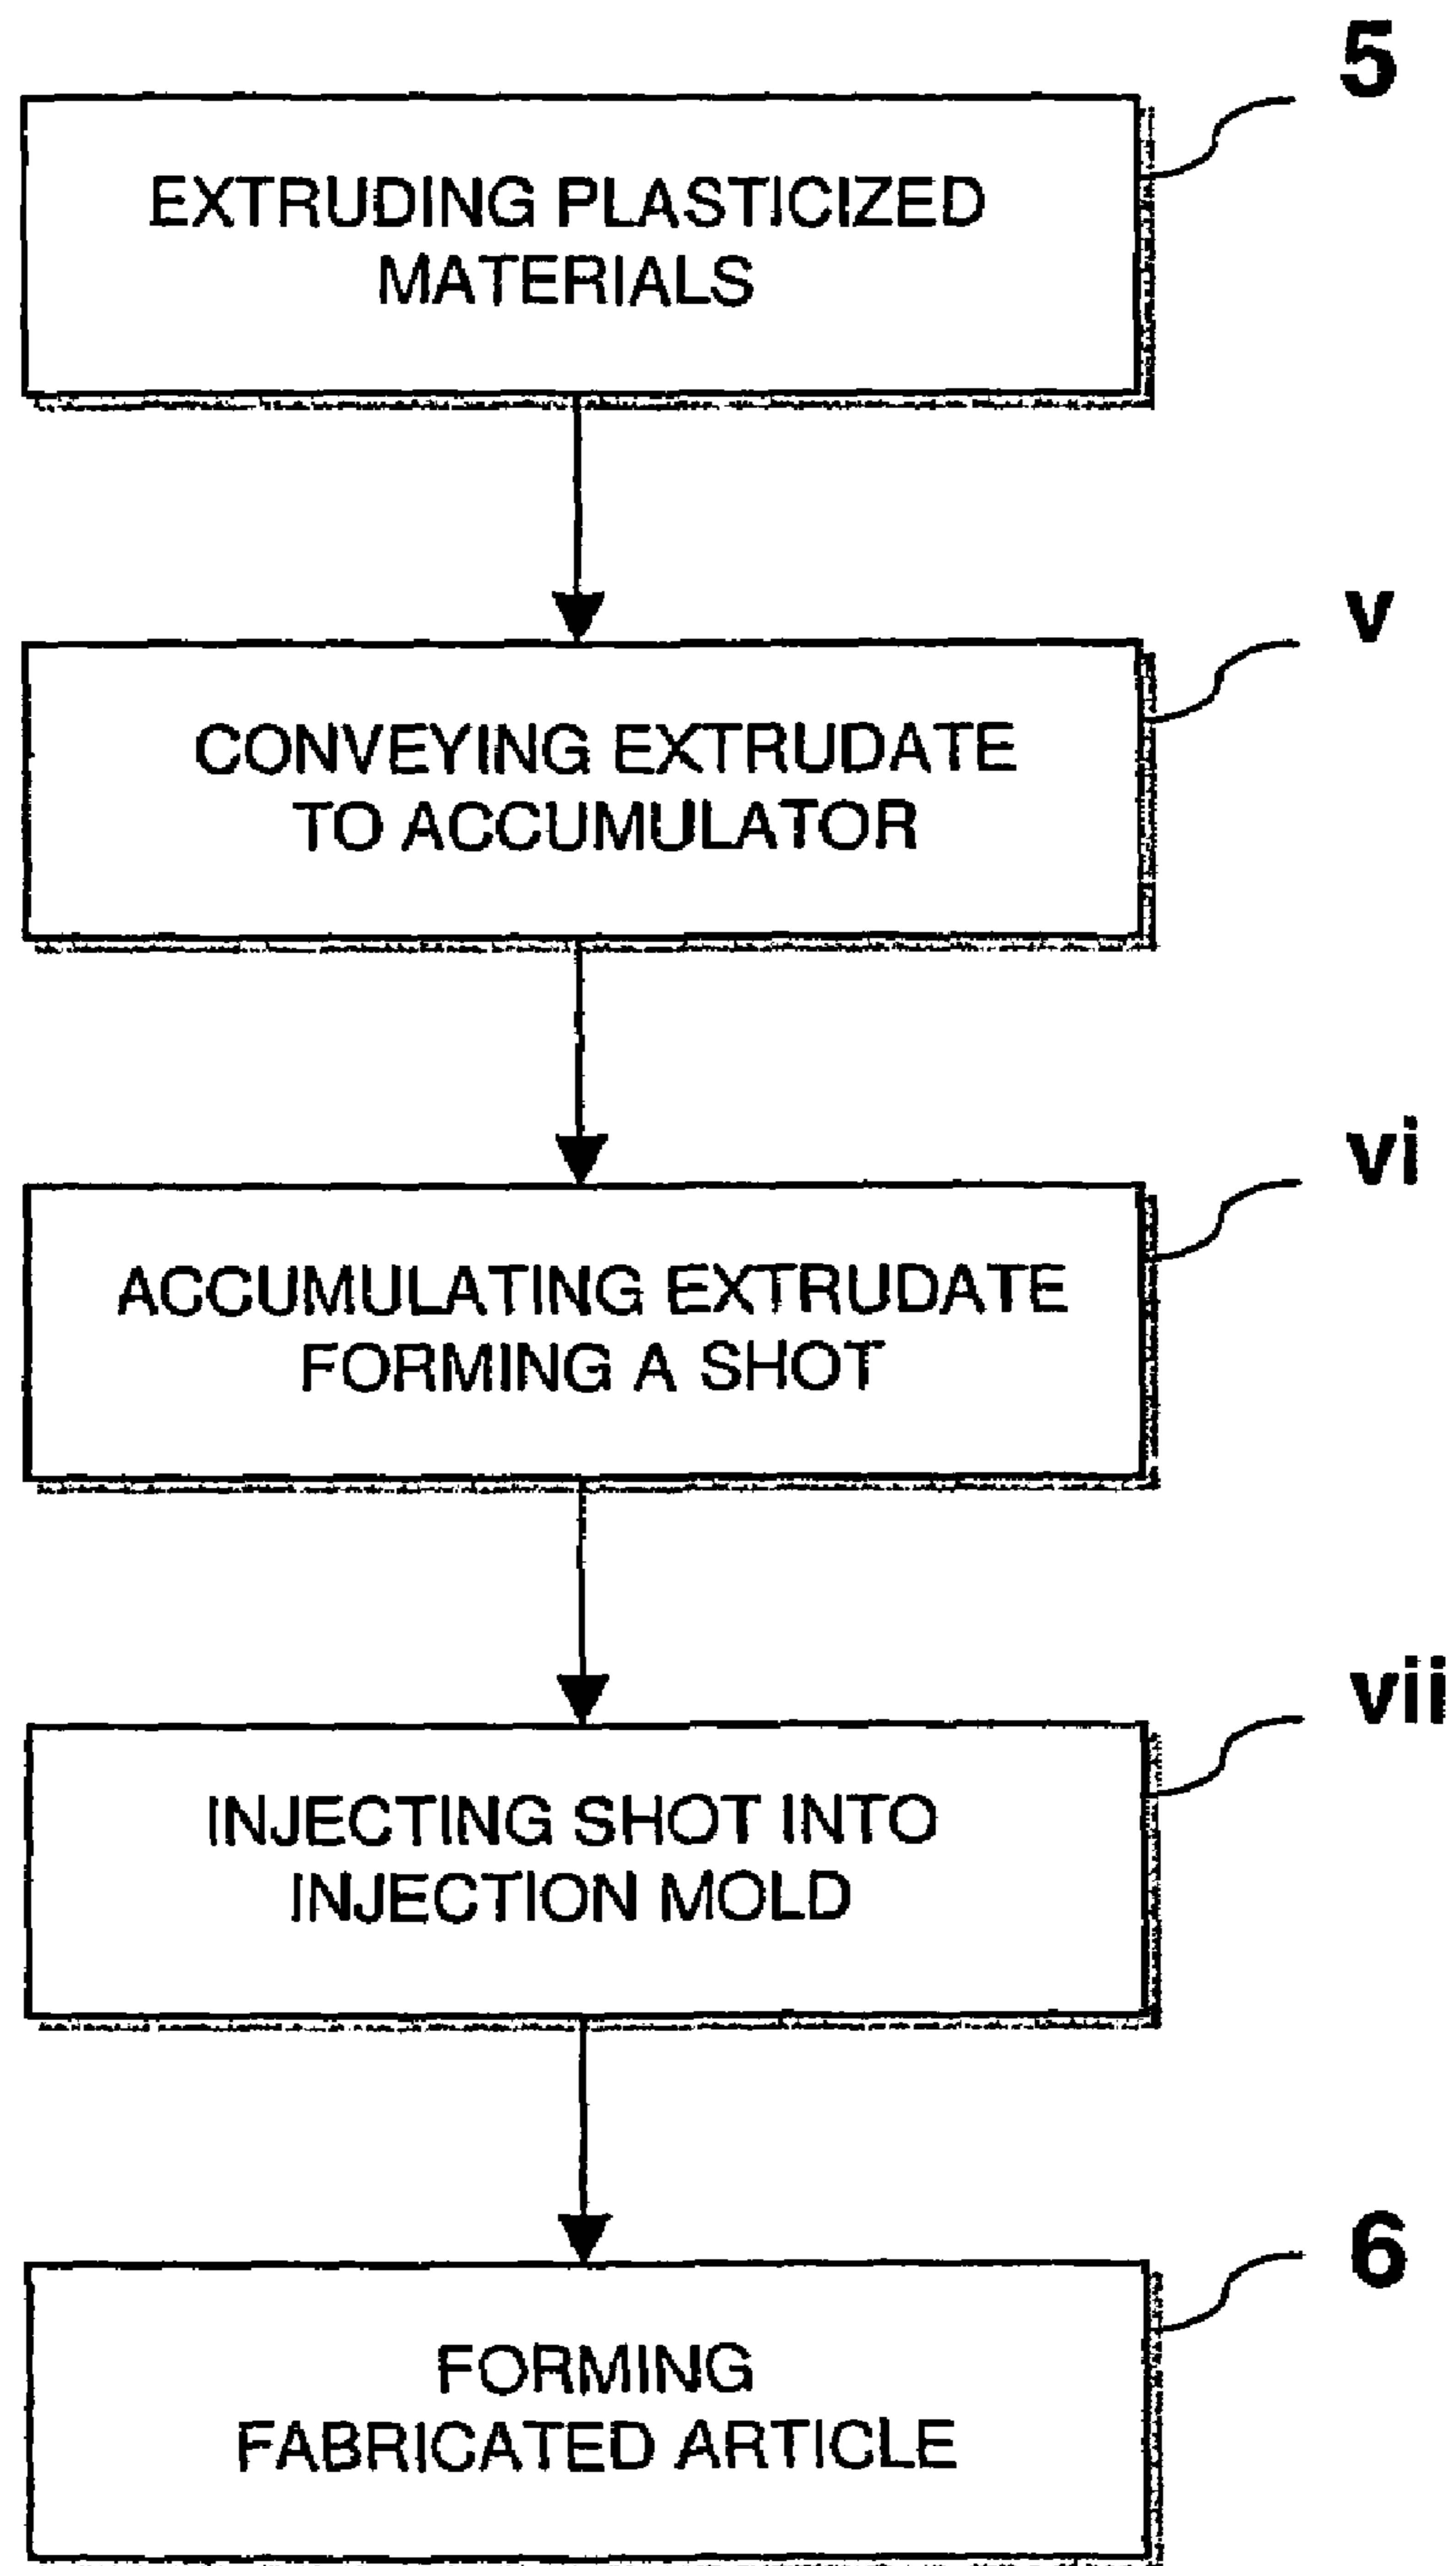 5
EXTRUDING PLASTICIZED
MATERIALS
v
CONVEYING EXTRUDATE
TO ACCUMULATOR
vi
ACCUMULATING EXTRUDATE
FORMING A SHOT
vii
INJECTING SHOT INTO
INJECTION MOLD
6
FORMING
FABRICATED ARTICLE